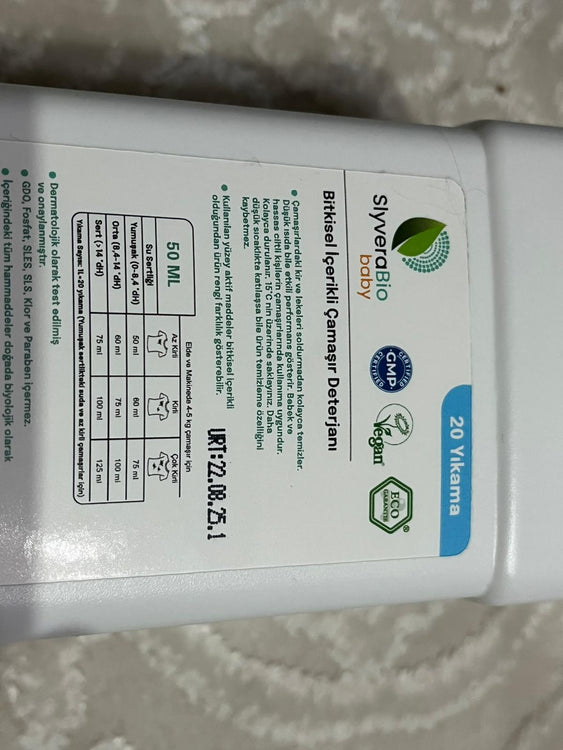 SlyveraBio
baby
20 Yıkama
CERTIFIED
GMP
Vegan
ECO
GARANTIE
®
Bitkisel İçerikli Çamaşır Deterjanı
• Çamaşırlardaki kir ve lekeleri soldurmadan kolayca temizler.
Düşük ısıda bile etkili performans gösterir. Bebek ve
hassas ciltli kişilerin çamaşırlarında kullanıma uygundur.
Kolayca durulanır. 15°C'nin üzerinde saklayınız. Daha
düşük sıcaklıkta katılaşsa bile ürün temizleme özelliğini
kaybetmez.
• Kullanılan yüzey aktif maddeler bitkisel içerikli
olduğundan ürün rengi farklılık gösterebilir.
URT:22.08.25.1
50 ML
Elde ve Makinede 4-5 kg çamaşır için
Su Sertliği Az Kirli Kirli Çok Kirli
Yumuşak (0-8,4 °dH) 50 ml 60 ml 75 ml
Orta (8,4-14 °dH) 60 ml 75 ml 100 ml
Sert (>14 °dH) 75 ml 100 ml 125 ml
Yıkama Sayısı: 1L=20 yıkama (Yumuşak sertlikteki suda ve az kirli çamaşırlar için)
• Dermatolojik olarak test edilmiş
ve onaylanmıştır.
• GDO, Fosfat, SLES, SLS, Klor ve Paraben içermez.
• İçeriğindeki tüm hammaddeler doğada biyolojik olarak